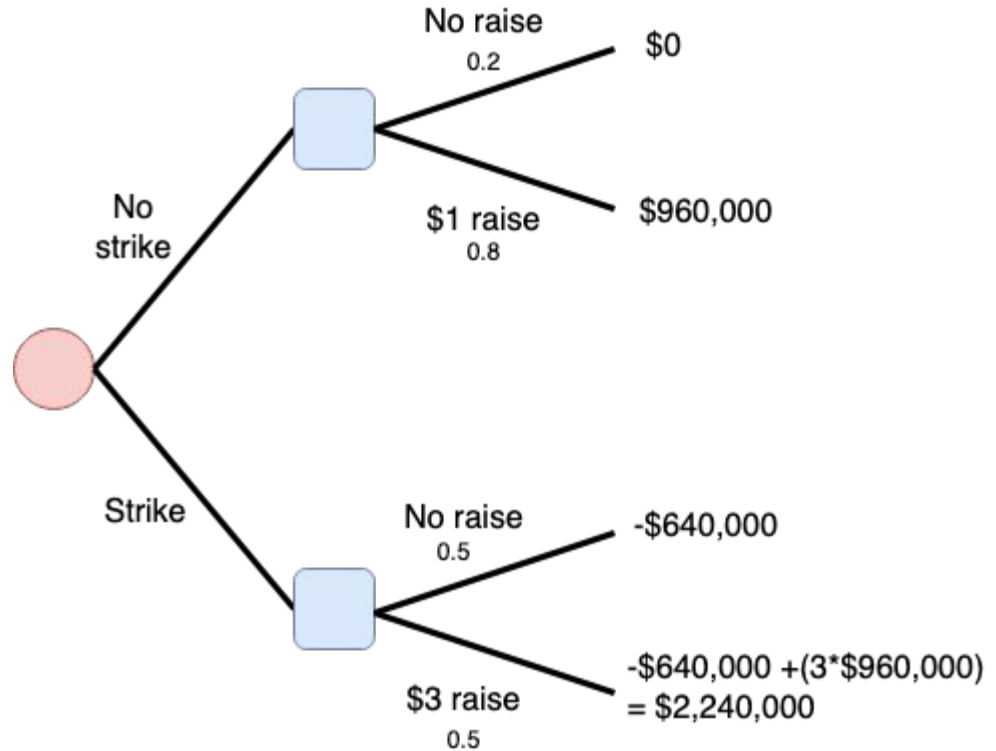 No raise
0.2
$0
$1 raise
0.8
$960,000
No
strike
Strike
No raise
0.5
-$640,000
$3 raise
0.5
-$640,000 +(3*$960,000)
= $2,240,000